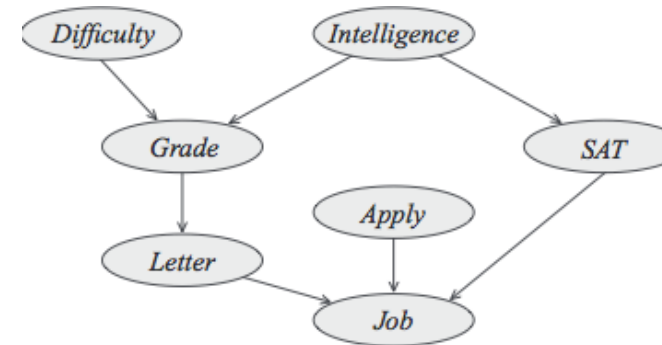 Difficulty
Intelligence
Grade
SAT
Apply
Letter
Job